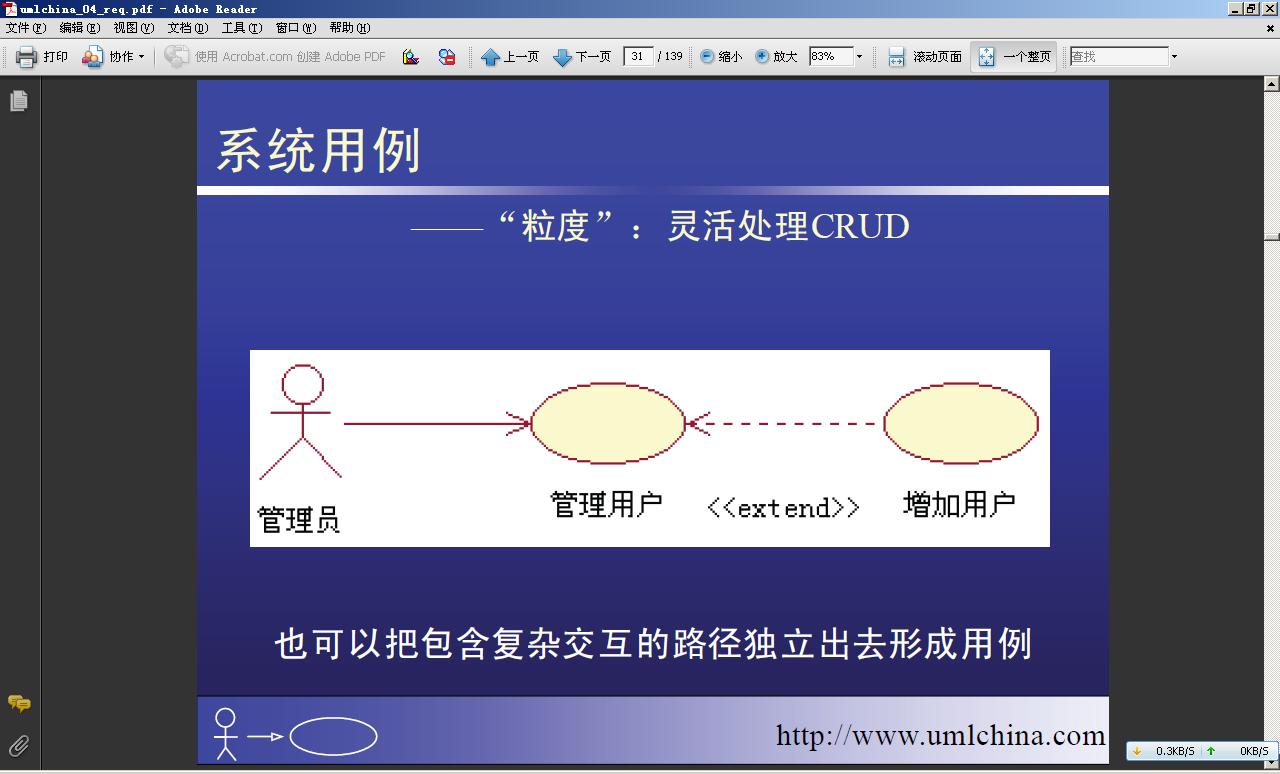 umlchina_04_req.pdf - Adobe Reader
文件(F) 编辑(E) 视图(V) 文档(D) 工具(T) 窗口(W) 帮助(H)
打印 协作 使用 Acrobat.com 创建 Adobe PDF 上一页 下一页 31 / 139 缩小 放大 83% 滚动页面 一个整页 查找
系统用例
——“粒度”：灵活处理CRUD
管理员 管理用户 <<extend>> 增加用户
也可以把包含复杂交互的路径独立出去形成用例
http://www.umlchina.com
0.3KB/S 0KB/S